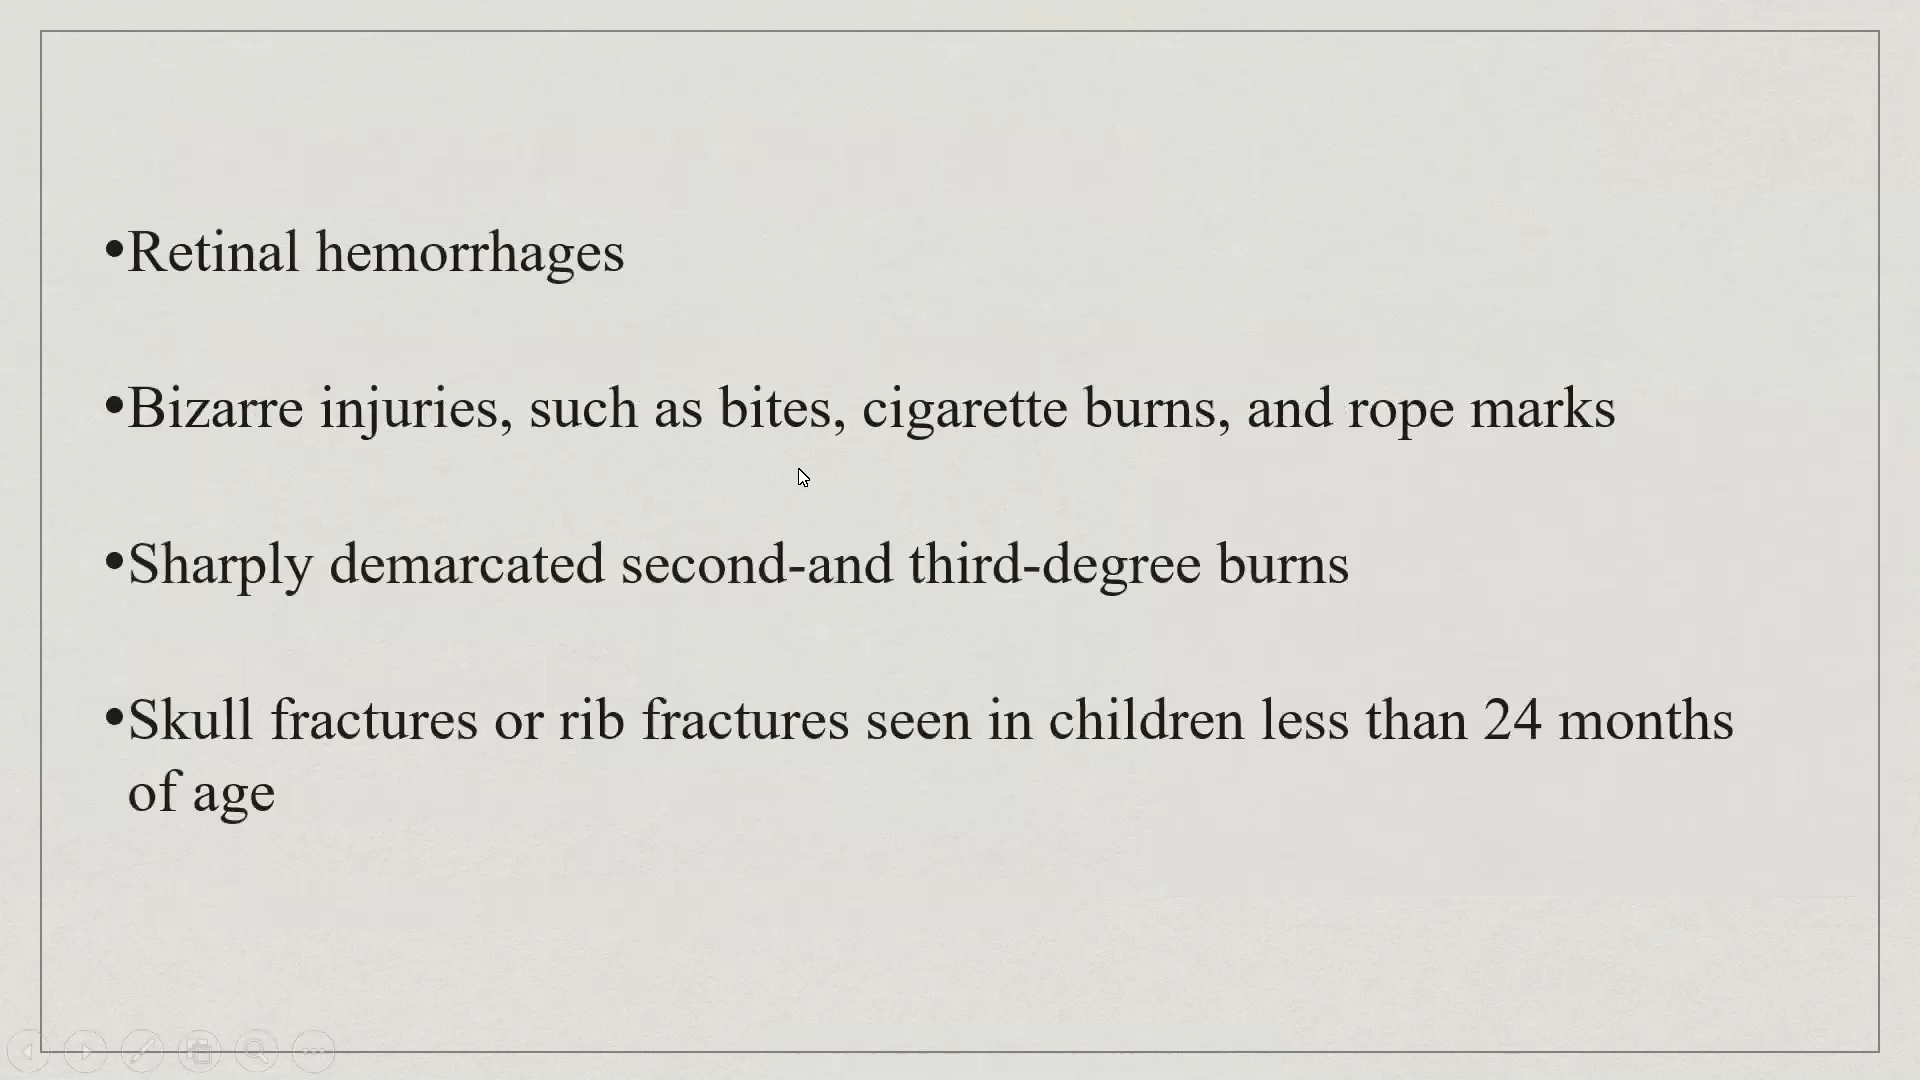 •Retinal hemorrhages
•Bizarre injuries, such as bites, cigarette burns, and rope marks
•Sharply demarcated second-and third-degree burns
•Skull fractures or rib fractures seen in children less than 24 months
of age